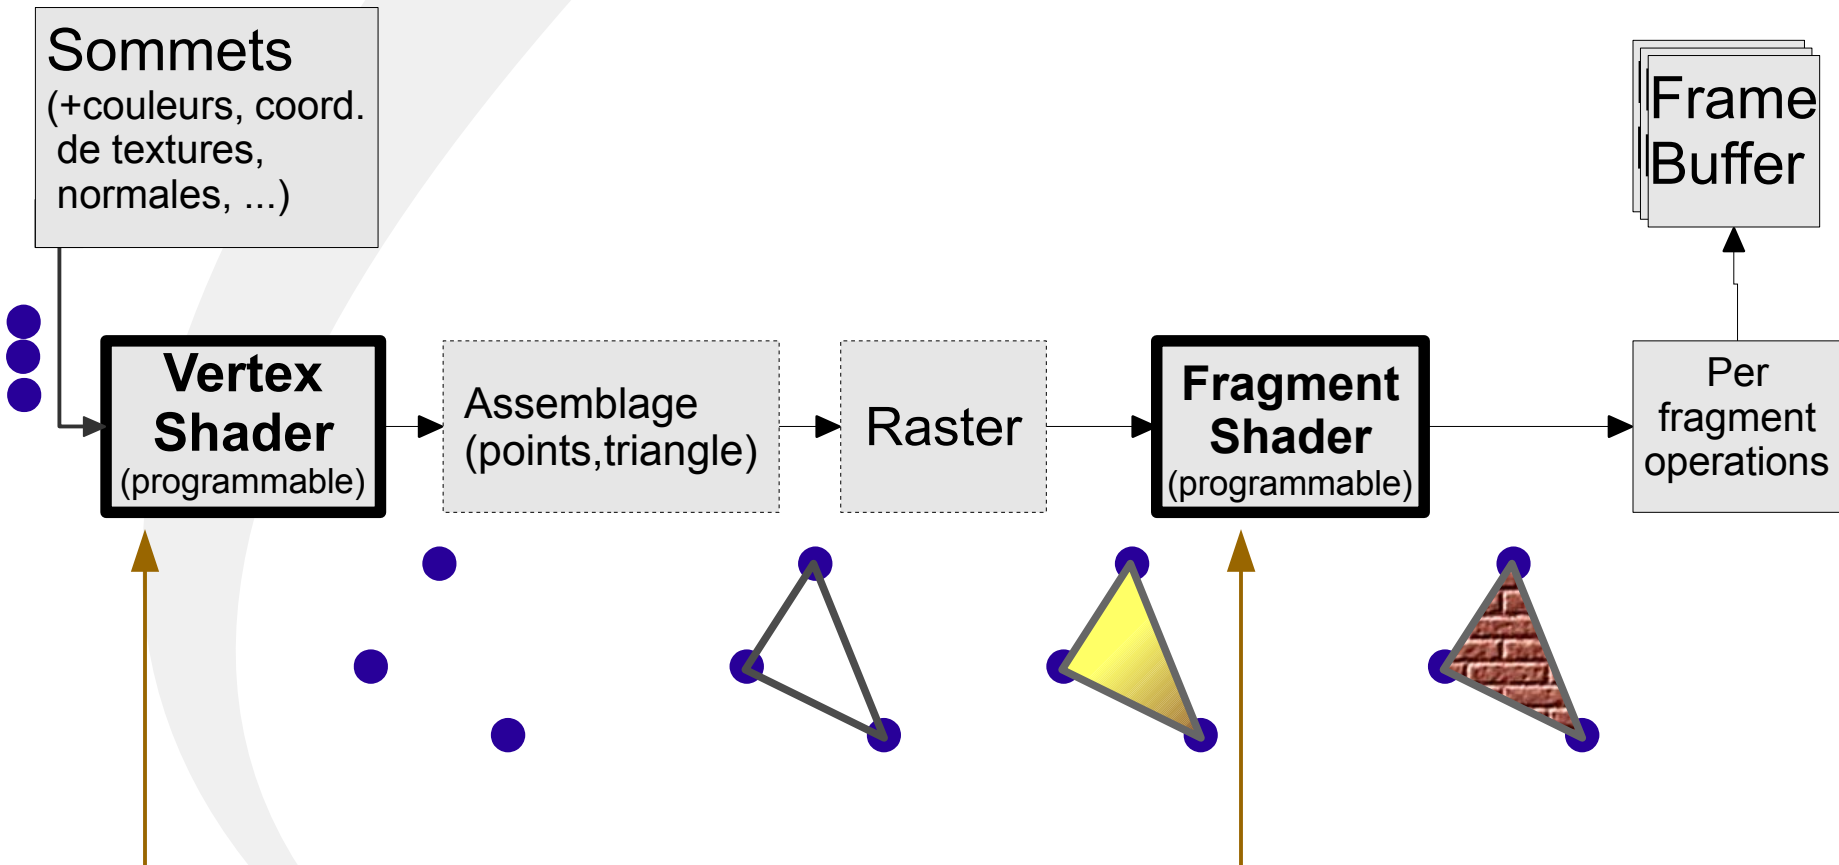 Sommets
(+couleurs, coord.
de textures,
normales, ...)
Frame
Buffer
Vertex
Shader
(programmable)
Assemblage
(points,triangle)
Raster
Fragment
Shader
(programmable)
Per
fragment
operations